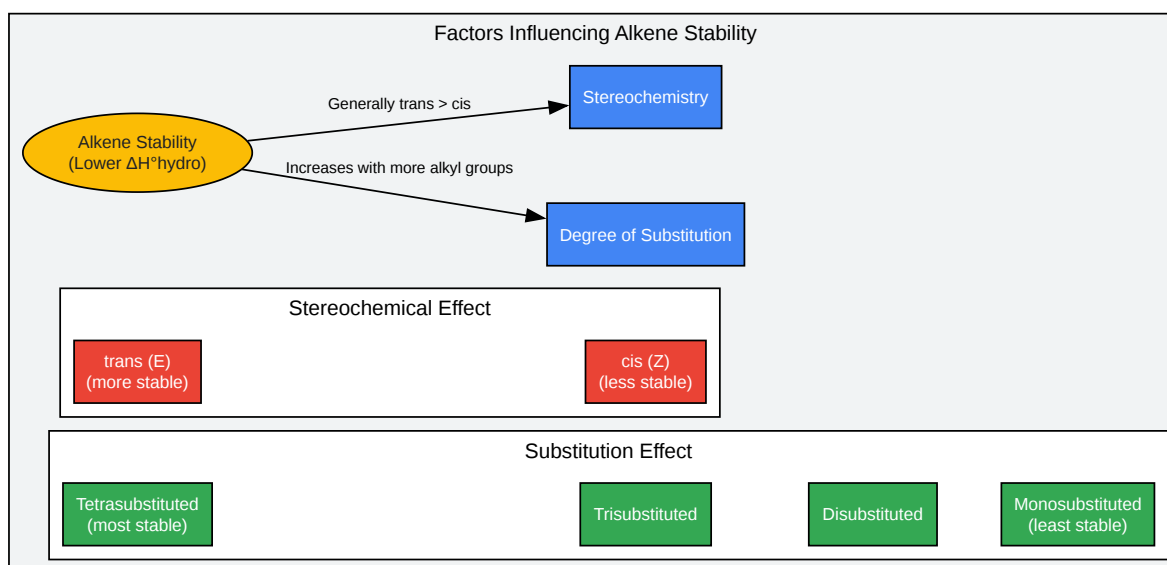 Factors Influencing Alkene Stability
Generally trans > cis
Stereochemistry
Alkene Stability
(Lower ΔH°hydro)
Increases with more alkyl groups
Degree of Substitution
Stereochemical Effect
trans (E)
(more stable)
cis (Z)
(less stable)
Substitution Effect
Tetrasubstituted
(most stable)
Trisubstituted
Disubstituted
Monosubstituted
(least stable)